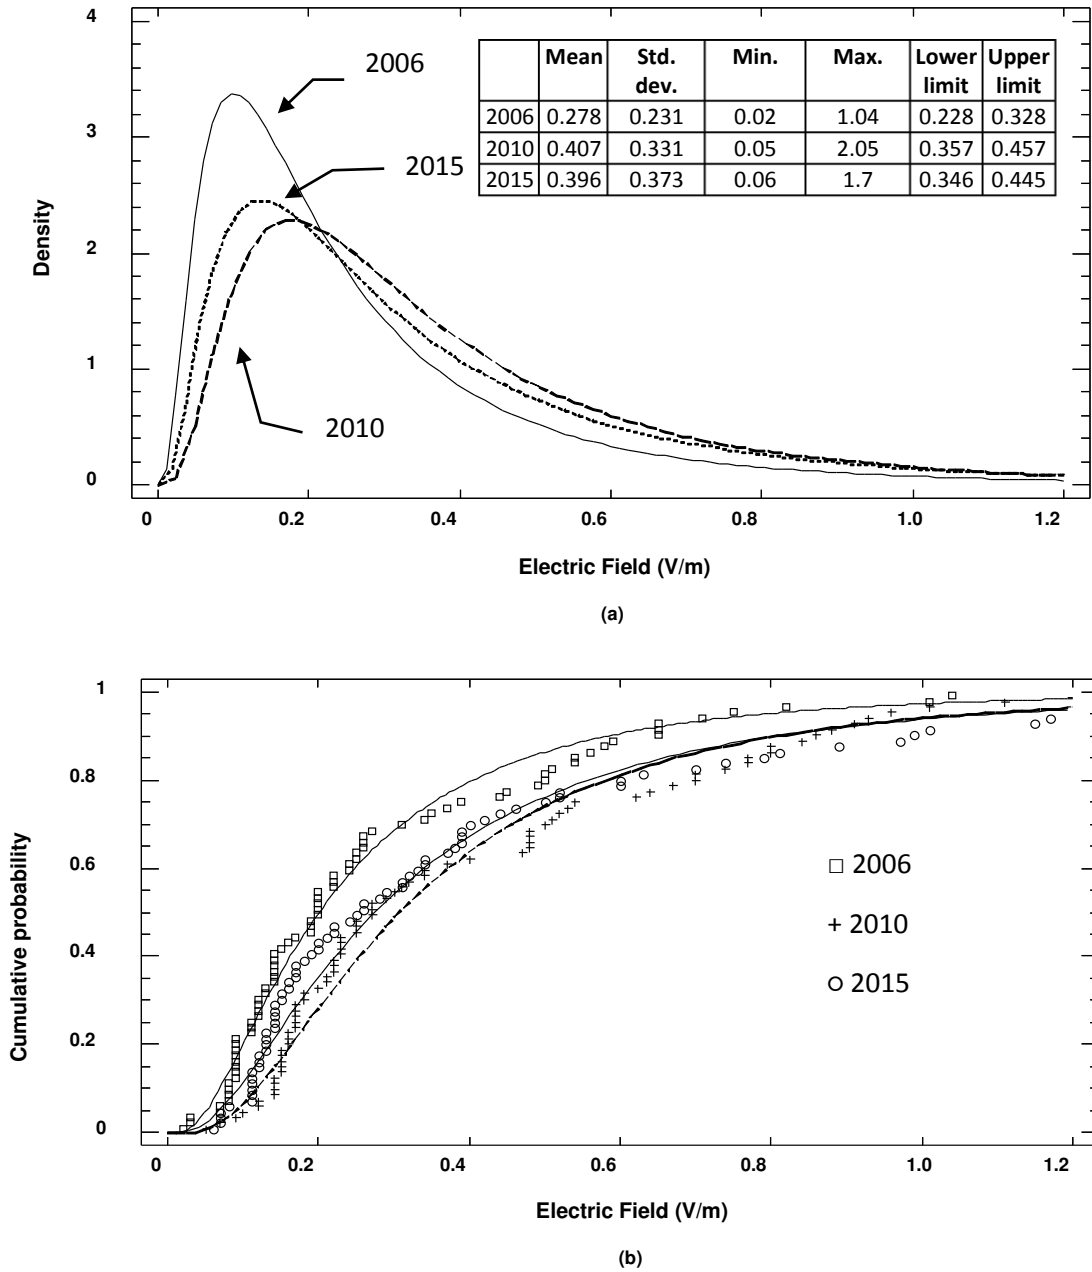 4
3
2
1
0
Density
2006
2015
2010
Mean Std. dev. Min. Max. Lower limit Upper limit
2006 0.278 0.231 0.02 1.04 0.228 0.328
2010 0.407 0.331 0.05 2.05 0.357 0.457
2015 0.396 0.373 0.06 1.7 0.346 0.445
0 0.2 0.4 0.6 0.8 1.0 1.2
Electric Field (V/m)
(a)
1
0.8
0.6
0.4
0.2
0
Cumulative probability
2006
2010
2015
0 0.2 0.4 0.6 0.8 1.0 1.2
Electric Field (V/m)
(b)